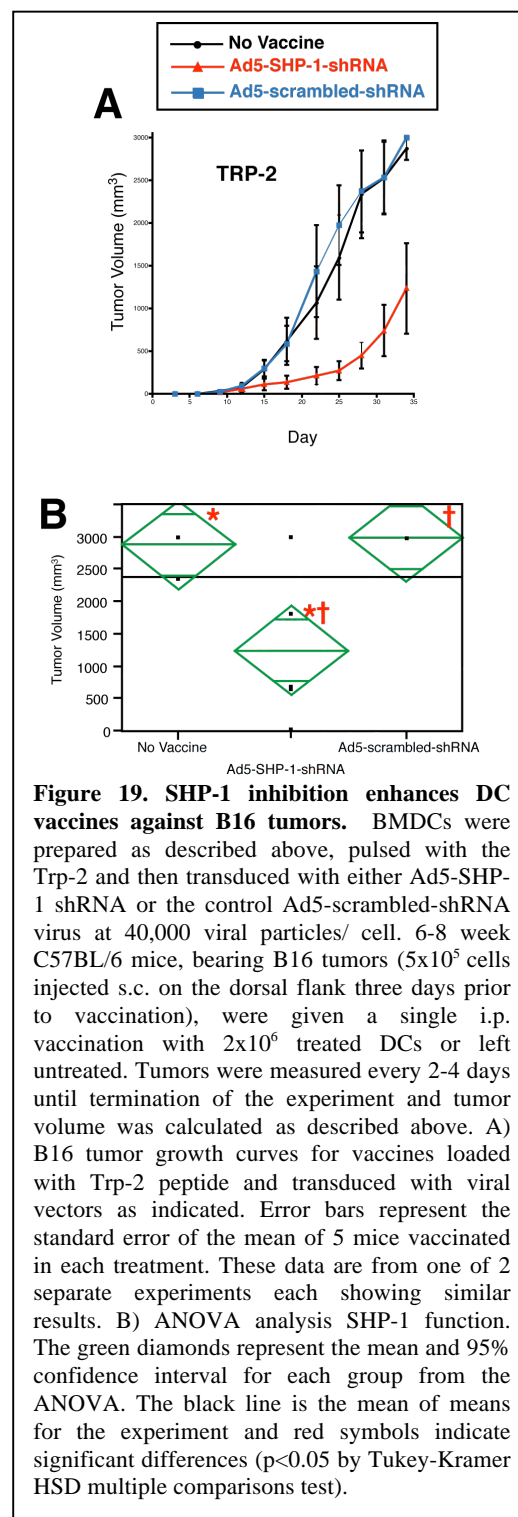 No Vaccine
Ad5-SHP-1-shRNA
Ad5-scrambled-shRNA
A
TRP-2
Tumor Volume (mm³)
3000
2500
2000
1500
1000
500
0
0 5 10 15 20 25 30 35
Day
B
* †
*†
Tumor Volume (mm³)
3000
2500
2000
1500
1000
500
0
No Vaccine Ad5-scrambled-shRNA
Ad5-SHP-1-shRNA
Figure 19. SHP-1 inhibition enhances DC
vaccines against B16 tumors. BMDCs were
prepared as described above, pulsed with the
Trp-2 and then transduced with either Ad5-SHP-
1 shRNA or the control Ad5-scrambled-shRNA
virus at 40,000 viral particles/ cell. 6-8 week
C57BL/6 mice, bearing B16 tumors (5x10⁵ cells
injected s.c. on the dorsal flank three days prior
to vaccination), were given a single i.p.
vaccination with 2x10⁶ treated DCs or left
untreated. Tumors were measured every 2-4 days
until termination of the experiment and tumor
volume was calculated as described above. A)
B16 tumor growth curves for vaccines loaded
with Trp-2 peptide and transduced with viral
vectors as indicated. Error bars represent the
standard error of the mean of 5 mice vaccinated
in each treatment. These data are from one of 2
separate experiments each showing similar
results. B) ANOVA analysis SHP-1 function.
The green diamonds represent the mean and 95%
confidence interval for each group from the
ANOVA. The black line is the mean of means
for the experiment and red symbols indicate
significant differences (p<0.05 by Tukey-Kramer
HSD multiple comparisons test).